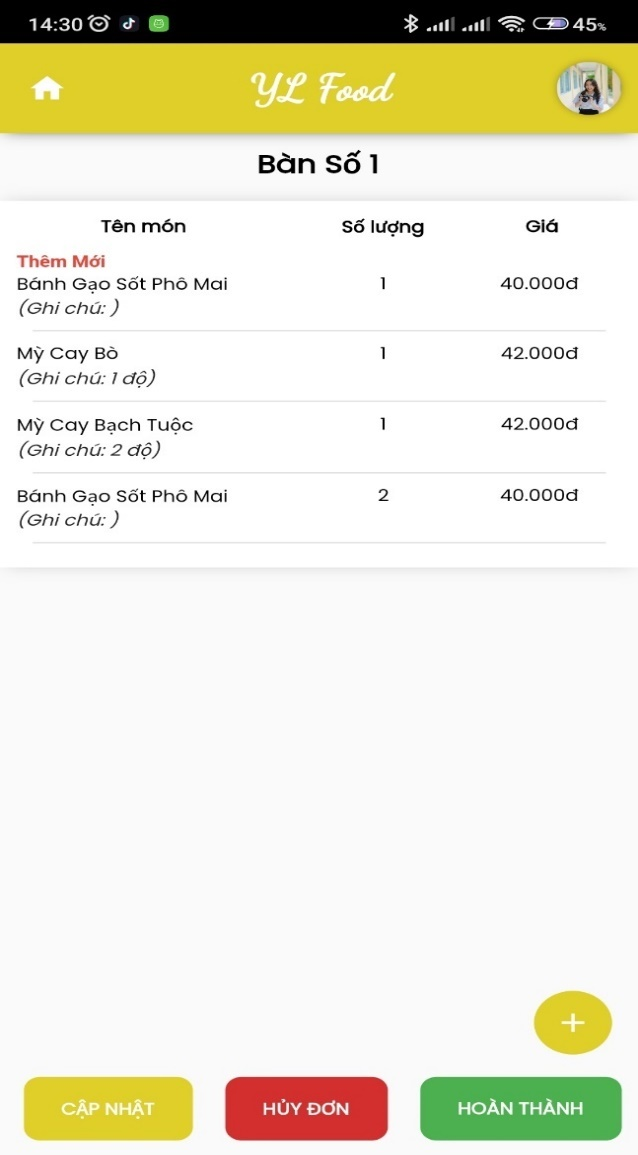 14:30 45%
YL Food
Bàn Số 1
Tên món Số lượng Giá
Thêm Mới
Bánh Gạo Sốt Phô Mai 1 40.000đ
(Ghi chú: )
Mỳ Cay Bò 1 42.000đ
(Ghi chú: 1 độ)
Mỳ Cay Bạch Tuộc 1 42.000đ
(Ghi chú: 2 độ)
Bánh Gạo Sốt Phô Mai 2 40.000đ
(Ghi chú: )
+
CẬP NHẬT HỦY ĐƠN HOÀN THÀNH